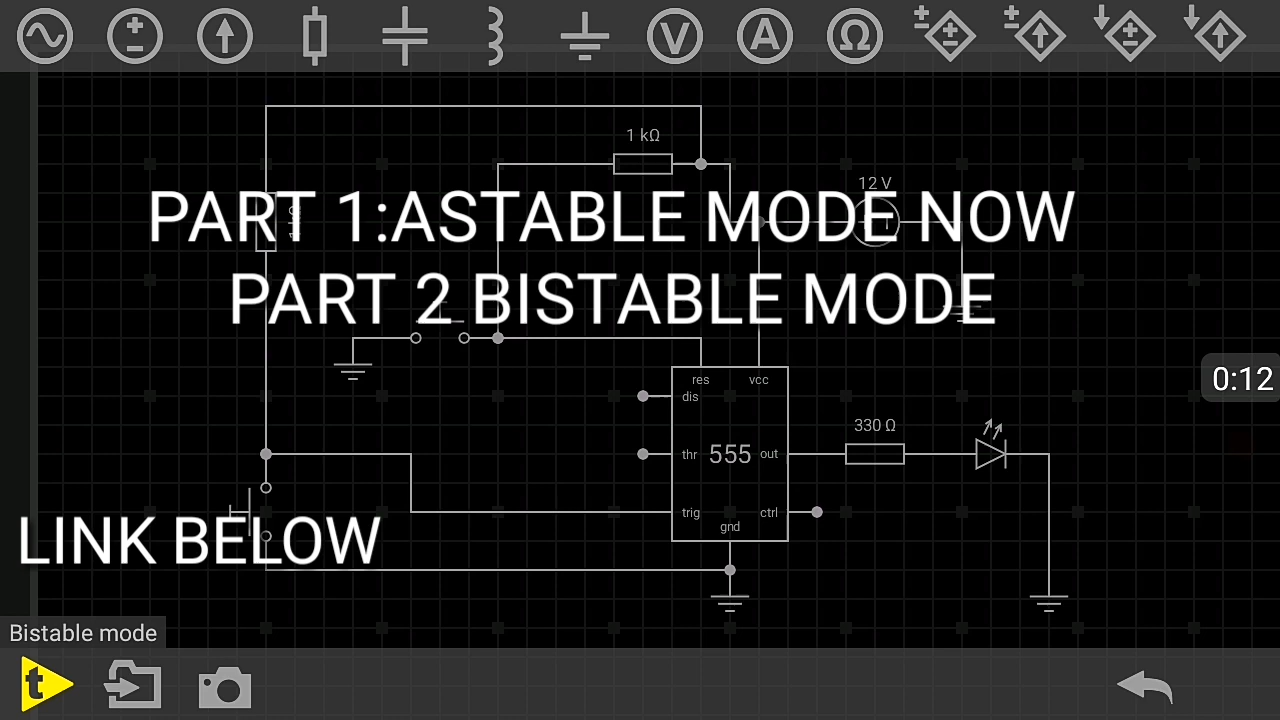 V A Ω
1 kΩ
12 V
PART 1:ASTABLE MODE NOW
PART 2 BISTABLE MODE
0:12
res vcc
dis
330 Ω
thr 555 out
trig ctrl
gnd
LINK BELOW
Bistable mode
t